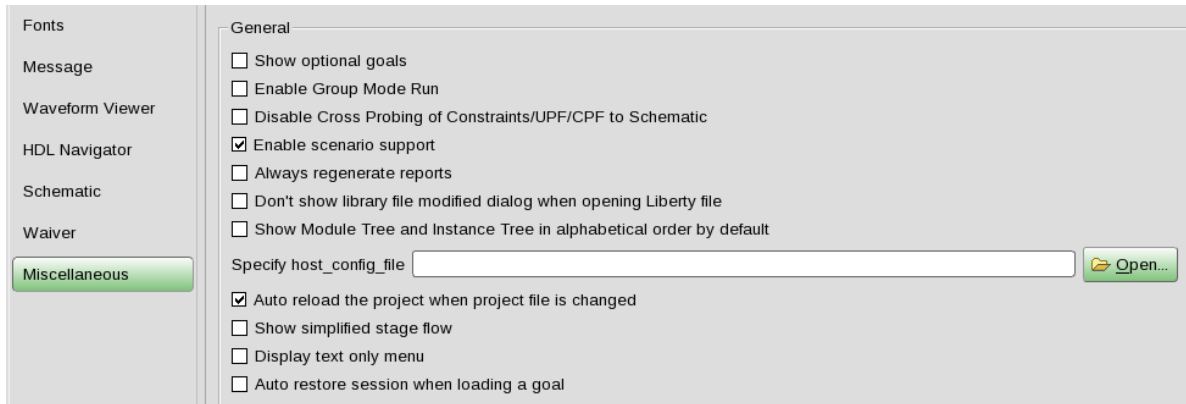 Fonts
Message
Waveform Viewer
HDL Navigator
Schematic
Waiver
Miscellaneous
General
Show optional goals
Enable Group Mode Run
Disable Cross Probing of Constraints/UPF/CPF to Schematic
Enable scenario support
Always regenerate reports
Don't show library file modified dialog when opening Liberty file
Show Module Tree and Instance Tree in alphabetical order by default
Specify host_config_file Open...
Auto reload the project when project file is changed
Show simplified stage flow
Display text only menu
Auto restore session when loading a goal